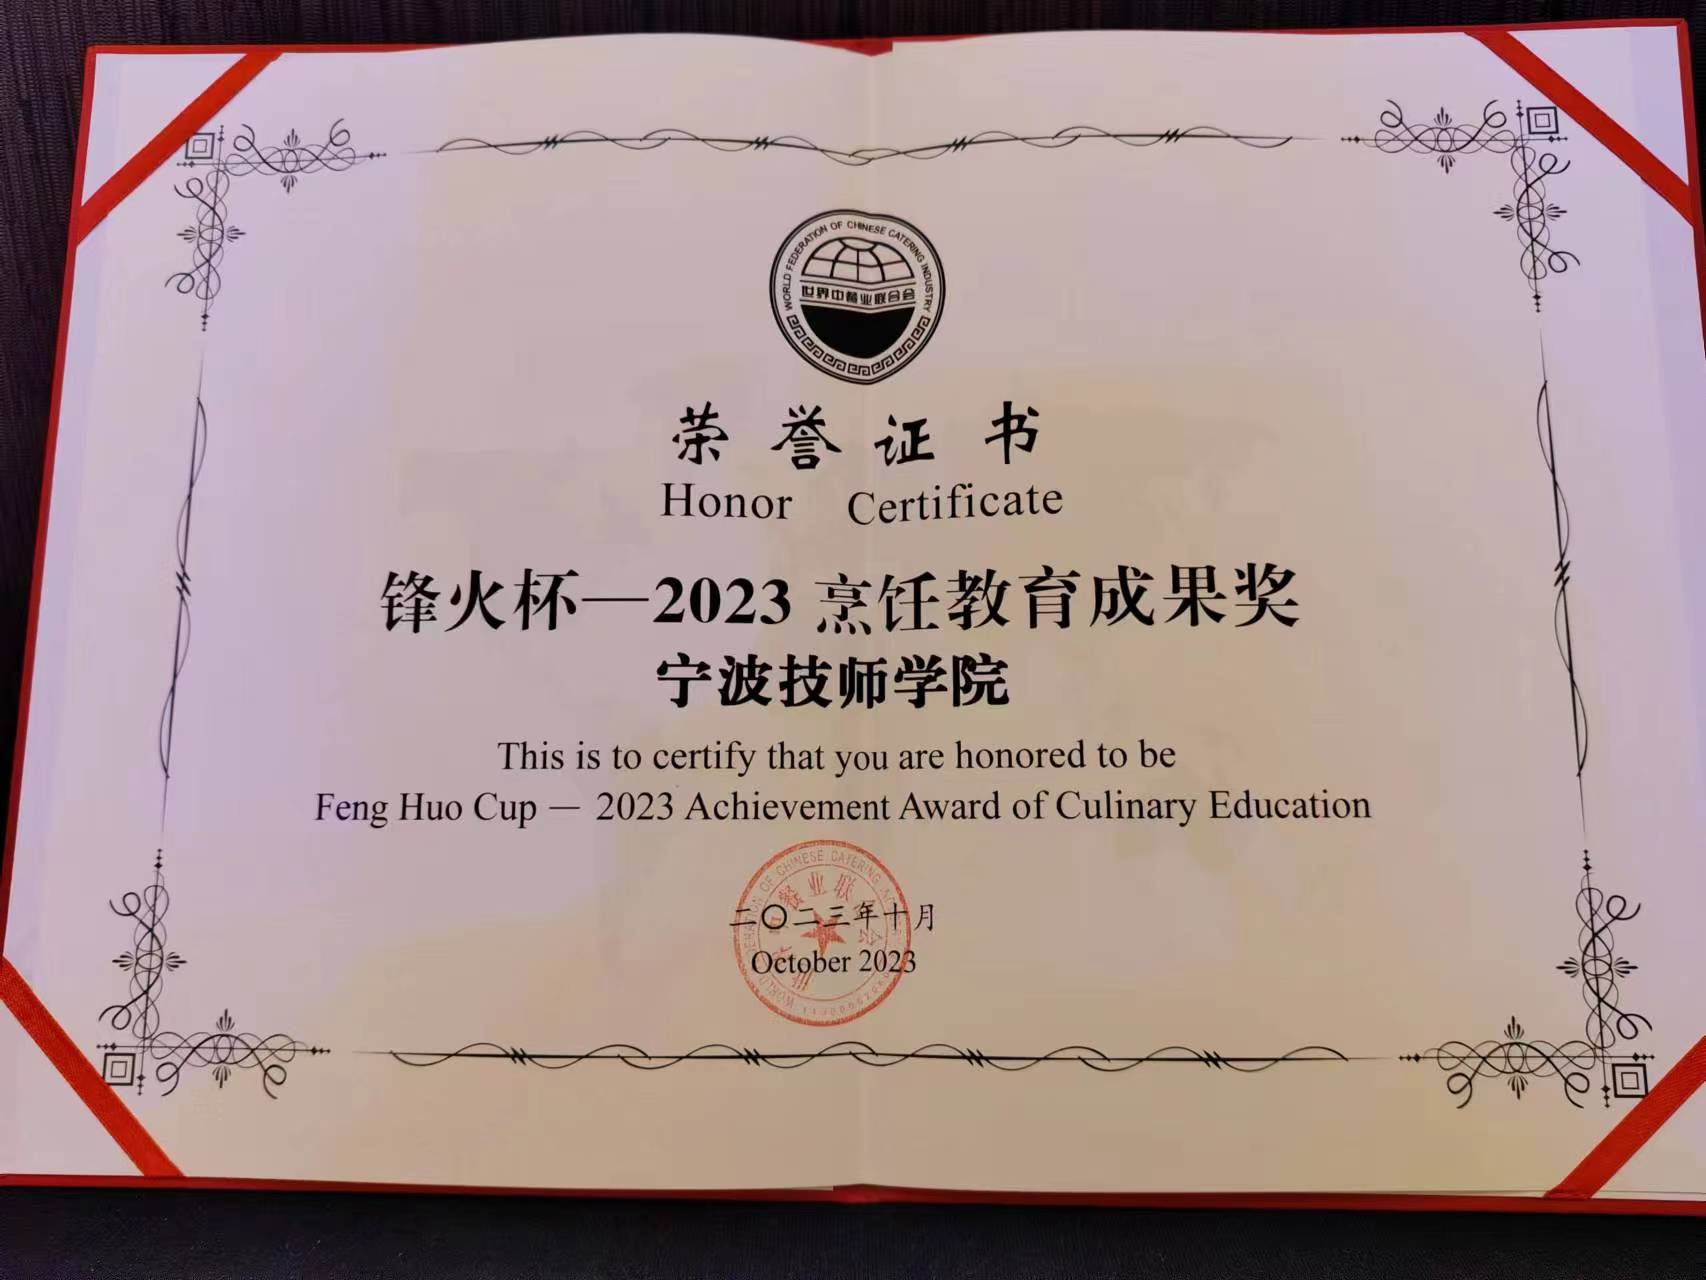 WORLD FEDERATION OF CHINESE CATERING INDUSTRY
世界中餐业联合会
荣誉证书
Honor Certificate
锋火杯—2023 烹饪教育成果奖
宁波技师学院
This is to certify that you are honored to be
Feng Huo Cup — 2023 Achievement Award of Culinary Education
二〇二三年十月
October 2023